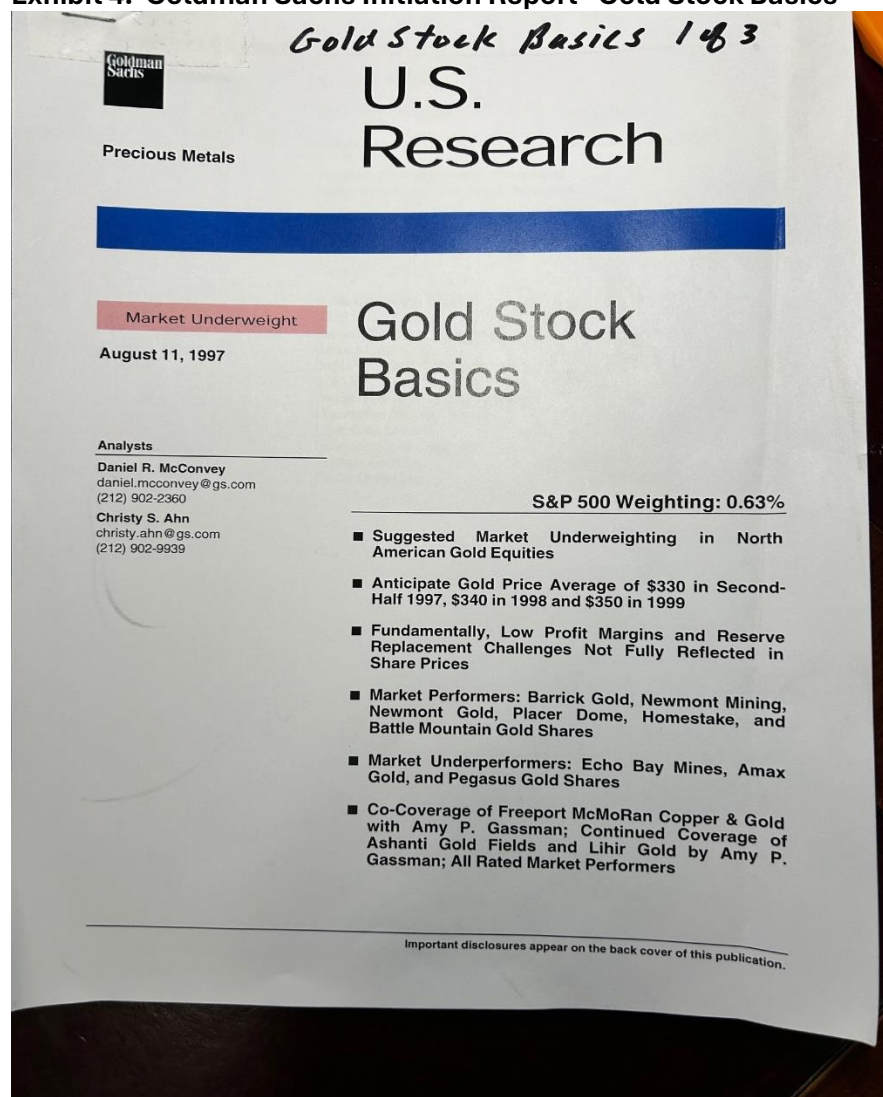 Exhibit 4: Goldman Sachs Initiation Report "Gold Stock Basics"
Gold Stock Basics 1 of 3
Goldman
Sachs
U.S.
Research
Precious Metals
Market Underweight
August 11, 1997
Gold Stock
Basics
Analysts
Daniel R. McConvey
daniel.mcconvey@gs.com
(212) 902-2360
Christy S. Ahn
christy.ahn@gs.com
(212) 902-9939
S&P 500 Weighting: 0.63%
■ Suggested Market Underweighting in North
American Gold Equities
■ Anticipate Gold Price Average of $330 in Second-
Half 1997, $340 in 1998 and $350 in 1999
■ Fundamentally, Low Profit Margins and Reserve
Replacement Challenges Not Fully Reflected in
Share Prices
■ Market Performers: Barrick Gold, Newmont Mining,
Newmont Gold, Placer Dome, Homestake, and
Battle Mountain Gold Shares
■ Market Underperformers: Echo Bay Mines, Amax
Gold, and Pegasus Gold Shares
■ Co-Coverage of Freeport McMoRan Copper & Gold
with Amy P. Gassman; Continued Coverage of
Ashanti Gold Fields and Lihir Gold by Amy P.
Gassman; All Rated Market Performers
Important disclosures appear on the back cover of this publication.